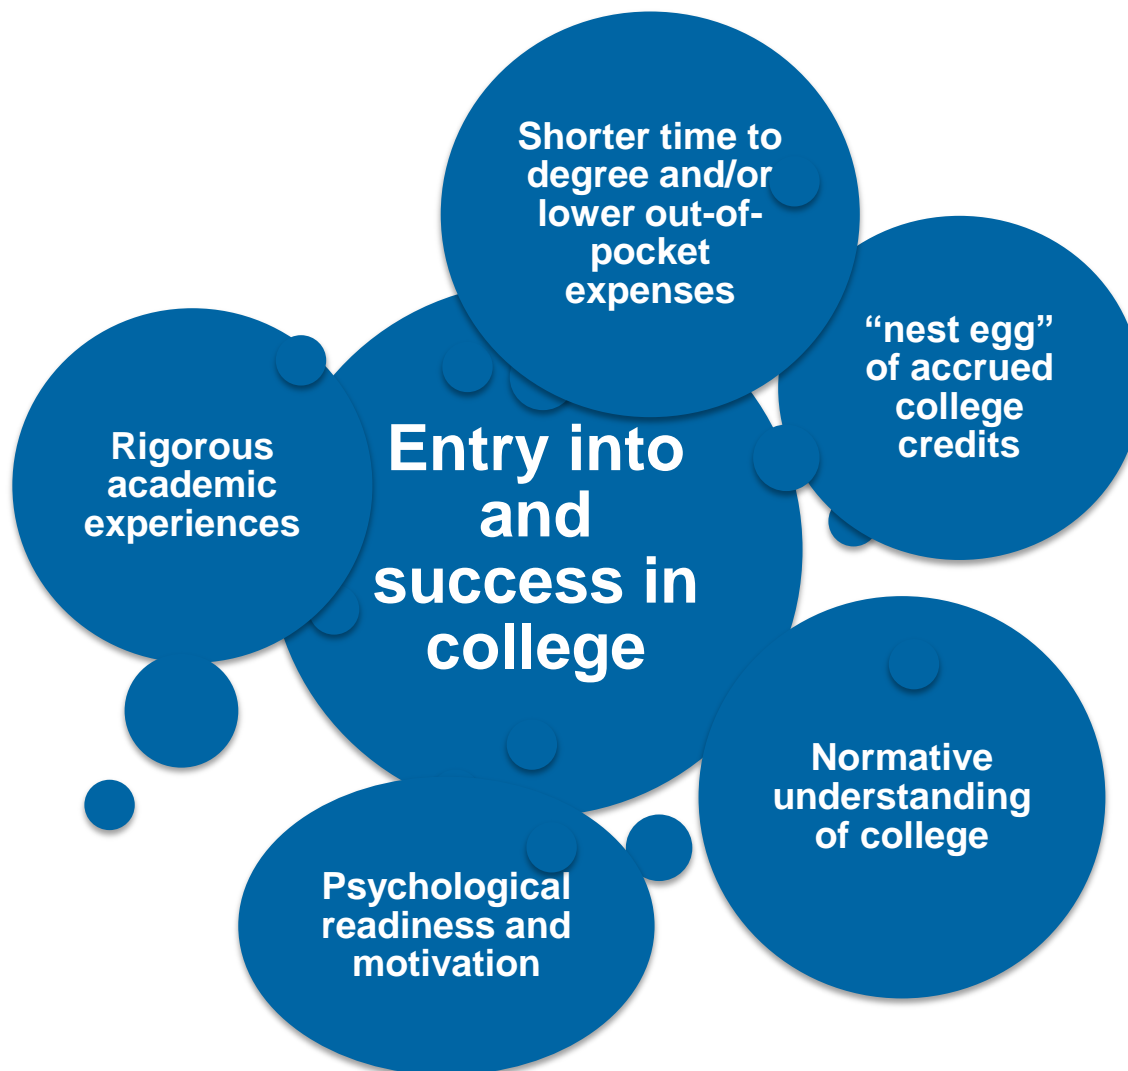 Shorter time to
degree and/or
lower out-of-
pocket
expenses
“nest egg”
of accrued
college
credits
Rigorous
academic
experiences
Entry into
and
success in
college
Normative
understanding
of college
Psychological
readiness and
motivation